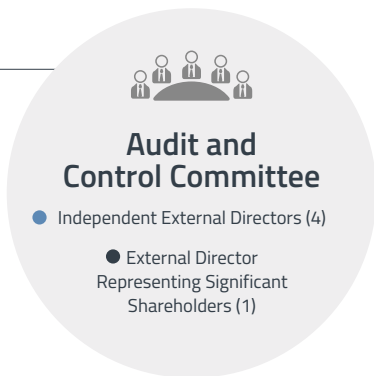 Audit and
Control Committee
Independent External Directors (4)
External Director
Representing Significant
Shareholders (1)